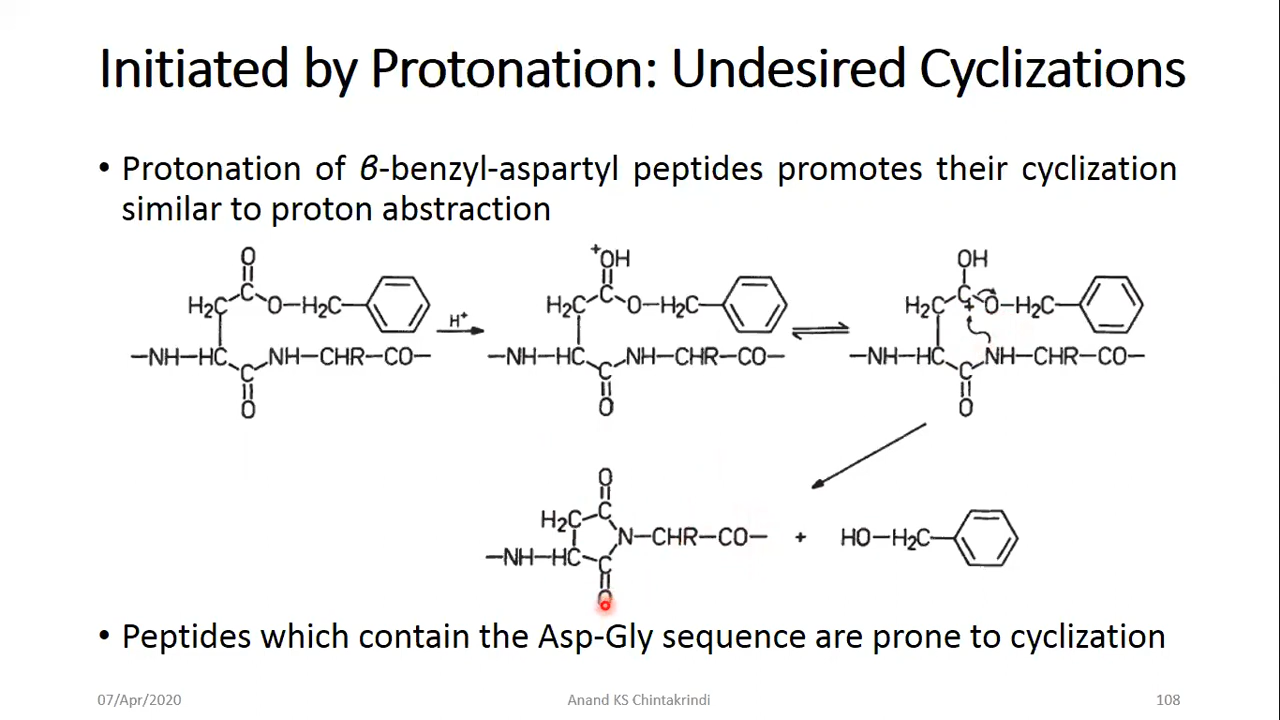 Initiated by Protonation: Undesired Cyclizations
• Protonation of β-benzyl-aspartyl peptides promotes their cyclization
similar to proton abstraction
O +OH OH
H₂C C O–H₂C H⁺ H₂C C O–H₂C H₂C C + O–H₂C
–NH–HC C NH–CHR–CO– –NH–HC C NH–CHR–CO– –NH–HC C NH–CHR–CO–
O O O
O
H₂C C
N–CHR–CO– + HO–H₂C
–NH–HC C
O
• Peptides which contain the Asp-Gly sequence are prone to cyclization
07/Apr/2020 Anand KS Chintakrindi 108